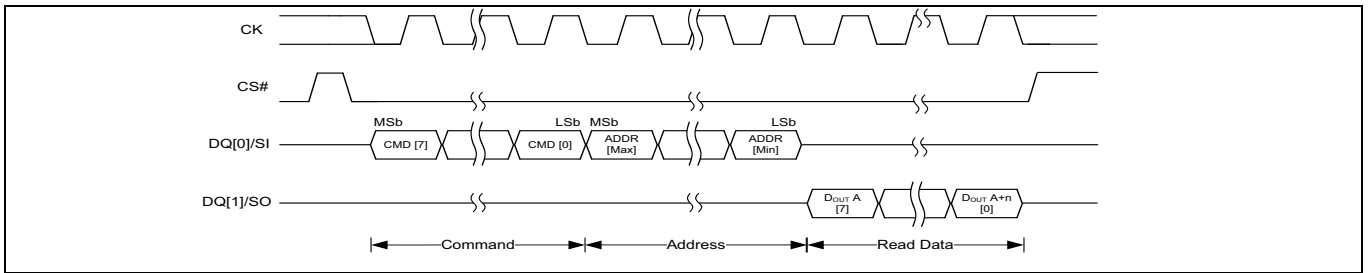 CK
CS#
MSb LSb MSb LSb
DQ[0]/SI CMD [7] CMD [0] ADDR [Max] ADDR [Min]
DQ[1]/SO DOUT A [7] DOUT A+n [0]
Command Address Read Data